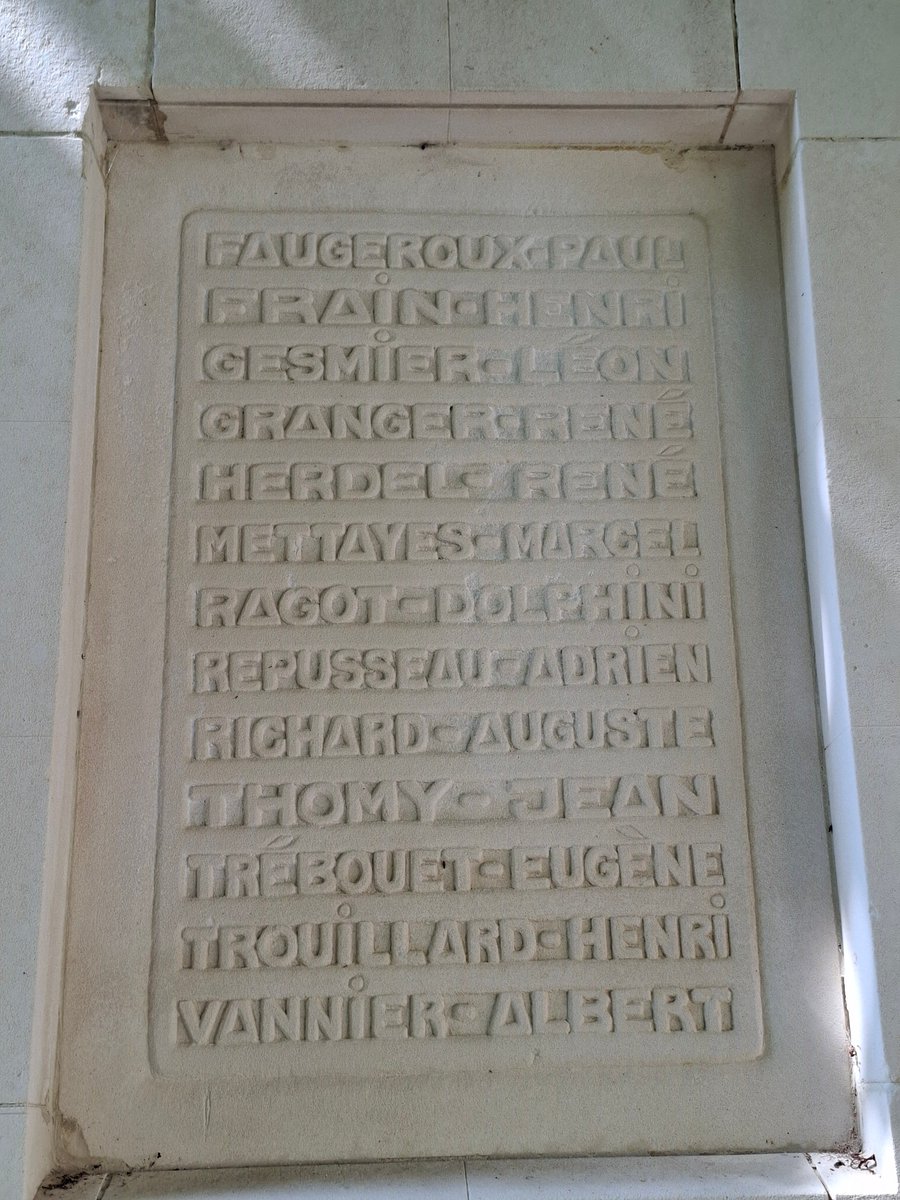 FAUGEROUX-PAUL
FRAIN-HENRI
GESMIER-LÉON
GRANGER-RENÉ
HERDEL-RENÉ
METTAYES-MARCEL
RAGOT-DOLPHINI
REPUSSEAU-ADRIEN
RICHARD-AUGUSTE
THOMY-JEAN
TRÉBOUET-EUGÈNE
TROUILLARD-HENRI
VANNIER-ALBERT